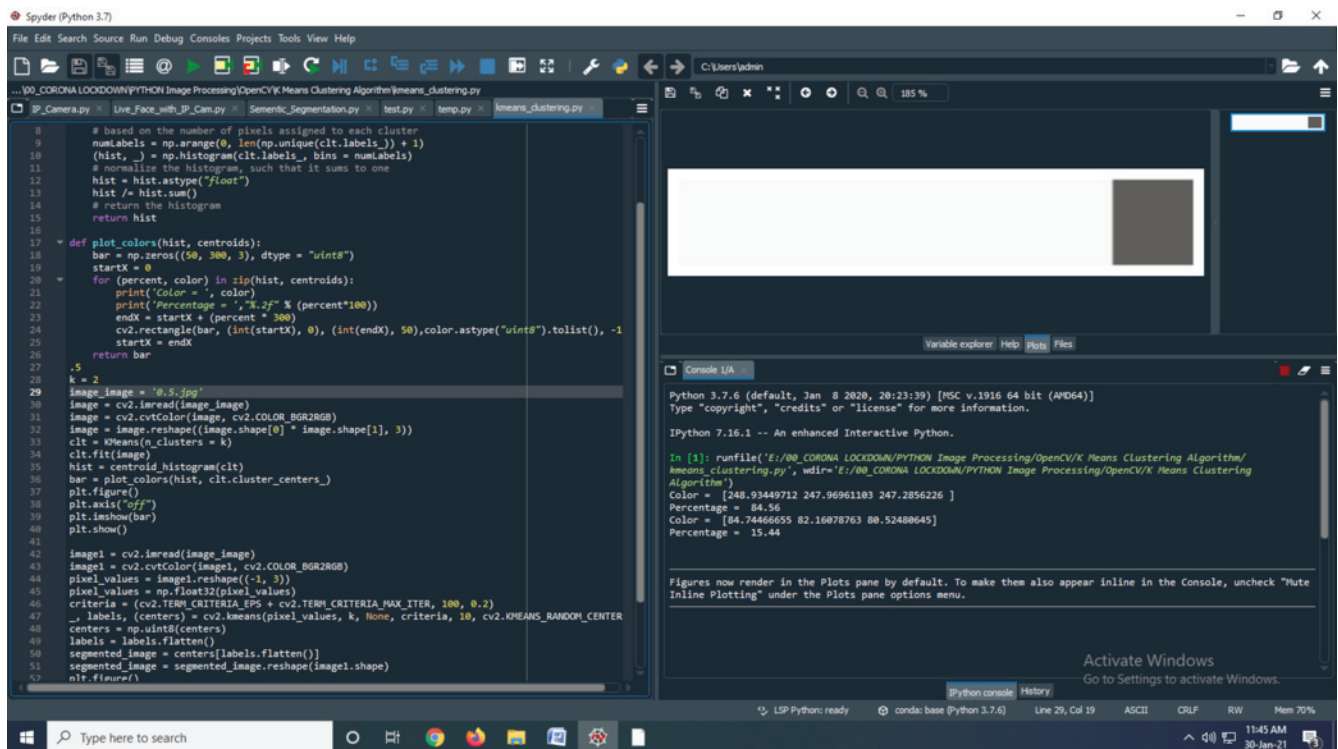 Spyder (Python 3.7)
File Edit Search Source Run Debug Consoles Projects Tools View Help
C:\Users\admin
...\00_CORONA LOCKDOWN\PYTHON Image Processing\OpenCV\K Means Clustering Algorithm\kmeans_clustering.py
IP_Camera.py Live_Face_with_IP_Cam.py Sementic_Segmentation.py test.py temp.py kmeans_clustering.py
185 %
8 # based on the number of pixels assigned to each cluster
9 numLabels = np.arange(0, len(np.unique(clt.labels_)) + 1)
10 (hist, _) = np.histogram(clt.labels_, bins = numLabels)
11 # normalize the histogram, such that it sums to one
12 hist = hist.astype("float")
13 hist /= hist.sum()
14 # return the histogram
15 return hist
16
17 def plot_colors(hist, centroids):
18 bar = np.zeros((50, 300, 3), dtype = "uint8")
19 startX = 0
20 for (percent, color) in zip(hist, centroids):
21 print('Color = ', color)
22 print('Percentage = ',"%.2f" % (percent*100))
23 endX = startX + (percent * 300)
24 cv2.rectangle(bar, (int(startX), 0), (int(endX), 50),color.astype("uint8").tolist(), -1
25 startX = endX
26 return bar
27 .5
28 k = 2
29 image_image = '0.5.jpg'
30 image = cv2.imread(image_image)
31 image = cv2.cvtColor(image, cv2.COLOR_BGR2RGB)
32 image = image.reshape((image.shape[0] * image.shape[1], 3))
33 clt = KMeans(n_clusters = k)
34 clt.fit(image)
35 hist = centroid_histogram(clt)
36 bar = plot_colors(hist, clt.cluster_centers_)
37 plt.figure()
38 plt.axis("off")
39 plt.imshow(bar)
40 plt.show()
41
42 image1 = cv2.imread(image_image)
43 image1 = cv2.cvtColor(image1, cv2.COLOR_BGR2RGB)
44 pixel_values = image1.reshape((-1, 3))
45 pixel_values = np.float32(pixel_values)
46 criteria = (cv2.TERM_CRITERIA_EPS + cv2.TERM_CRITERIA_MAX_ITER, 100, 0.2)
47 _, labels, (centers) = cv2.kmeans(pixel_values, k, None, criteria, 10, cv2.KMEANS_RANDOM_CENTER
48 centers = np.uint8(centers)
49 labels = labels.flatten()
50 segmented_image = centers[labels.flatten()]
51 segmented_image = segmented_image.reshape(image1.shape)
52 plt.figure()
Variable explorer Help Plots Files
Console 1/A
Python 3.7.6 (default, Jan 8 2020, 20:23:39) [MSC v.1916 64 bit (AMD64)]
Type "copyright", "credits" or "license" for more information.
IPython 7.16.1 -- An enhanced Interactive Python.
In [1]: runfile('E:/00_CORONA LOCKDOWN/PYTHON Image Processing/OpenCV/K Means Clustering Algorithm/
kmeans_clustering.py', wdir='E:/00_CORONA LOCKDOWN/PYTHON Image Processing/OpenCV/K Means Clustering
Algorithm')
Color = [248.93449712 247.96961103 247.2856226 ]
Percentage = 84.56
Color = [84.74466655 82.16078763 80.52480645]
Percentage = 15.44
Figures now render in the Plots pane by default. To make them also appear inline in the Console, uncheck "Mute
Inline Plotting" under the Plots pane options menu.
Activate Windows
Go to Settings to activate Windows.
IPython console History
LSP Python: ready conda: base (Python 3.7.6) Line 29, Col 19 ASCII CRLF RW Mem 70%
Type here to search
11:45 AM
30-Jan-21
3